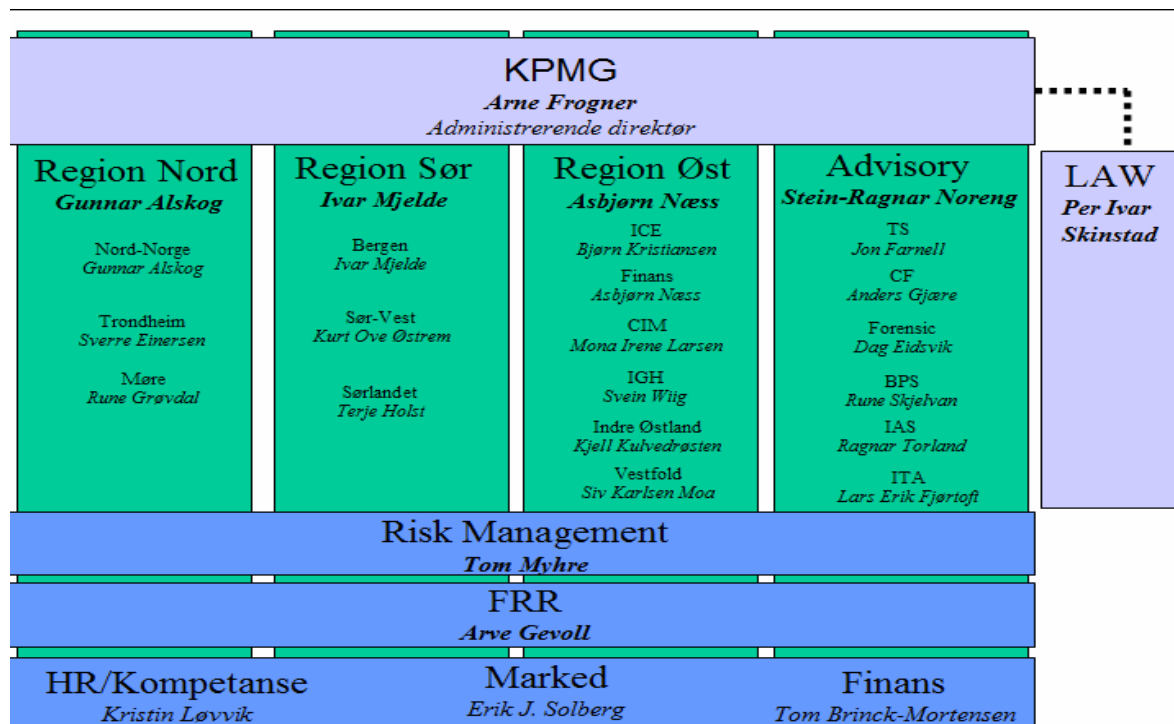 KPMG
Arne Frogner
Administrerende direktør
Region Nord
Gunnar Alskog
Nord-Norge
Gunnar Alskog
Trondheim
Sverre Einersen
Møre
Rune Grøvdal
Region Sør
Ivar Mjelde
Bergen
Ivar Mjelde
Sør-Vest
Kurt Ove Østrem
Sørlandet
Terje Holst
Region Øst
Asbjørn Næss
ICE
Bjørn Kristiansen
Finans
Asbjørn Næss
CIM
Mona Irene Larsen
IGH
Svein Wiig
Indre Østland
Kjell Kulvedrøsten
Vestfold
Siv Karlsen Moa
Advisory
Stein-Ragnar Noreng
TS
Jon Farnell
CF
Anders Gjære
Forensic
Dag Eidsvik
BPS
Rune Skjelvan
IAS
Ragnar Torland
ITA
Lars Erik Fjørtoft
LAW
Per Ivar
Skinstad
Risk Management
Tom Myhre
FRR
Arve Gevoll
HR/Kompetanse
Kristin Løvvik
Marked
Erik J. Solberg
Finans
Tom Brinck-Mortensen